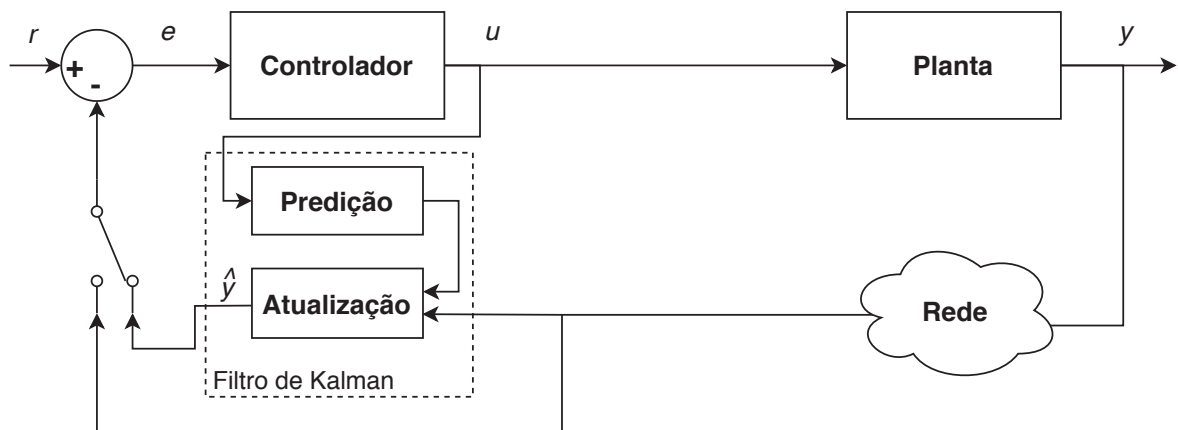 r
e
u
y
+
-
Controlador
Planta
Predição
ŷ
Atualização
Rede
Filtro de Kalman